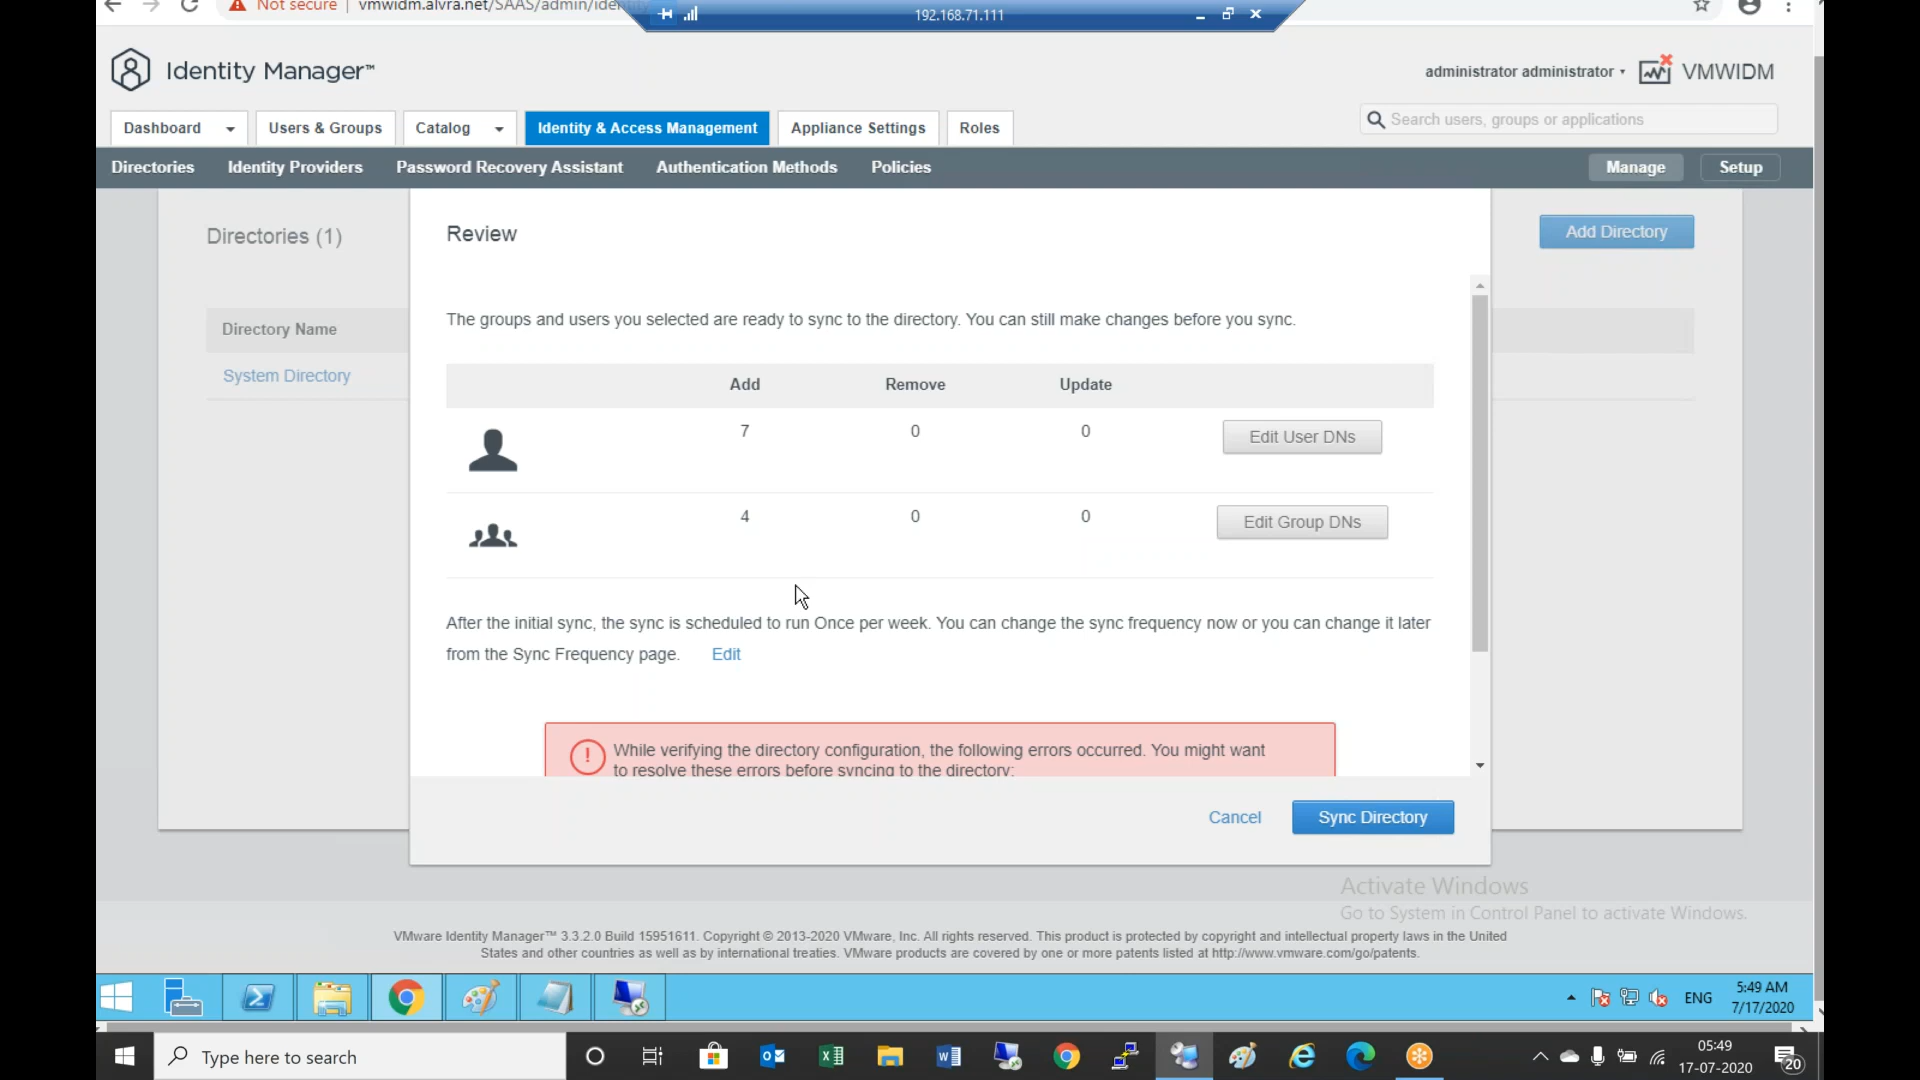 Not secure | vmwidm.alvra.net/SAAS/admin/identity
192.168.71.111
Identity Manager™
administrator administrator
VMWIDM
Dashboard
Users & Groups
Catalog
Identity & Access Management
Appliance Settings
Roles
Search users, groups or applications
Directories
Identity Providers
Password Recovery Assistant
Authentication Methods
Policies
Manage
Setup
Directories (1)
Review
Add Directory
The groups and users you selected are ready to sync to the directory. You can still make changes before you sync.
Directory Name
System Directory
Add Remove Update
7 0 0 Edit User DNs
4 0 0 Edit Group DNs
After the initial sync, the sync is scheduled to run Once per week. You can change the sync frequency now or you can change it later
from the Sync Frequency page. Edit
! While verifying the directory configuration, the following errors occurred. You might want
to resolve these errors before syncing to the directory:
Cancel
Sync Directory
Activate Windows
Go to System in Control Panel to activate Windows.
VMware Identity Manager™ 3.3.2.0 Build 15951611. Copyright © 2013-2020 VMware, Inc. All rights reserved. This product is protected by copyright and intellectual property laws in the United
States and other countries as well as by international treaties. VMware products are covered by one or more patents listed at http://www.vmware.com/go/patents.
ENG
5:49 AM
7/17/2020
Type here to search
05:49
17-07-2020
20